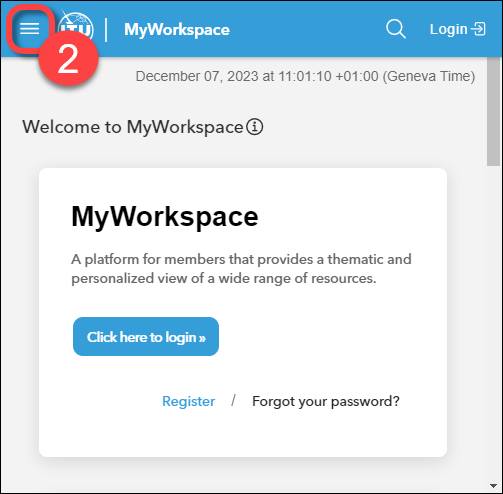 ITU
MyWorkspace
Login
2
December 07, 2023 at 11:01:10 +01:00 (Geneva Time)
Welcome to MyWorkspace
MyWorkspace
A platform for members that provides a thematic and
personalized view of a wide range of resources.
Click here to login »
Register / Forgot your password?